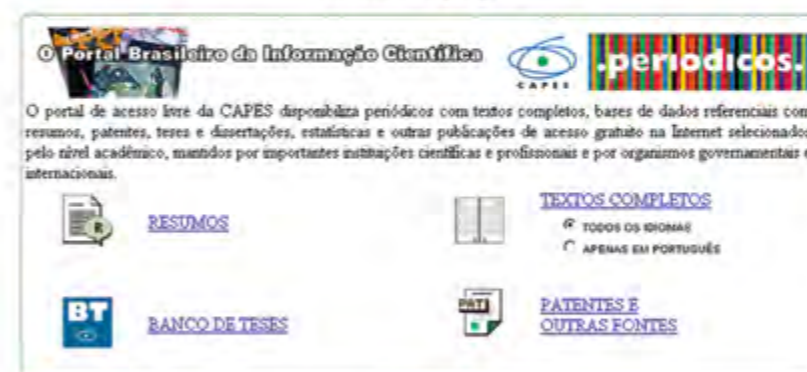 O Portal Brasileiro da Informação Científica
CAPES
.periodicos.
O portal de acesso livre da CAPES disponibiliza periódicos com textos completos, bases de dados referenciais com
resumos, patentes, teses e dissertações, estatísticas e outras publicações de acesso gratuito na Internet selecionados
pelo nível acadêmico, mantidos por importantes instituições científicas e profissionais e por organismos governamentais e
internacionais.
R
RESUMOS
TEXTOS COMPLETOS
TODOS OS IDIOMAS
APENAS EM PORTUGUÊS
BT
BANCO DE TESES
PAT
PATENTES E
OUTRAS FONTES